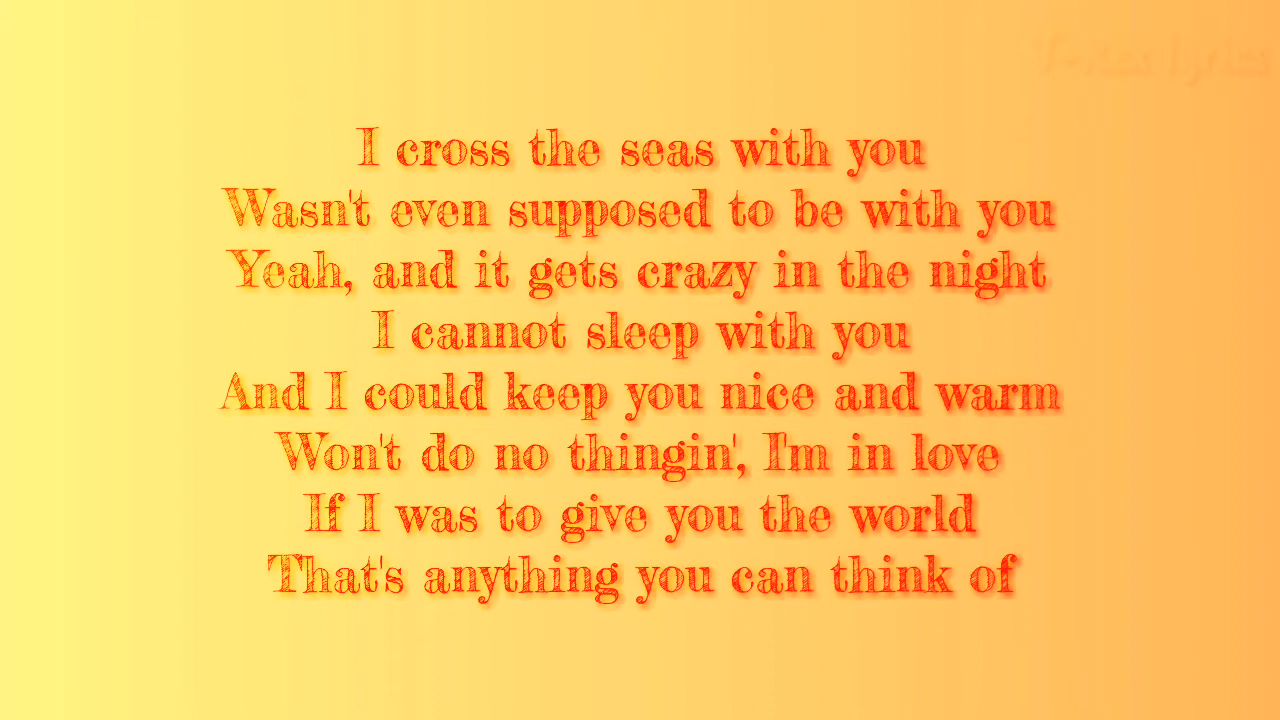 T-Rex lyrics
I cross the seas with you
Wasn't even supposed to be with you
Yeah, and it gets crazy in the night
I cannot sleep with you
And I could keep you nice and warm
Won't do no thingin', I'm in love
If I was to give you the world
That's anything you can think of